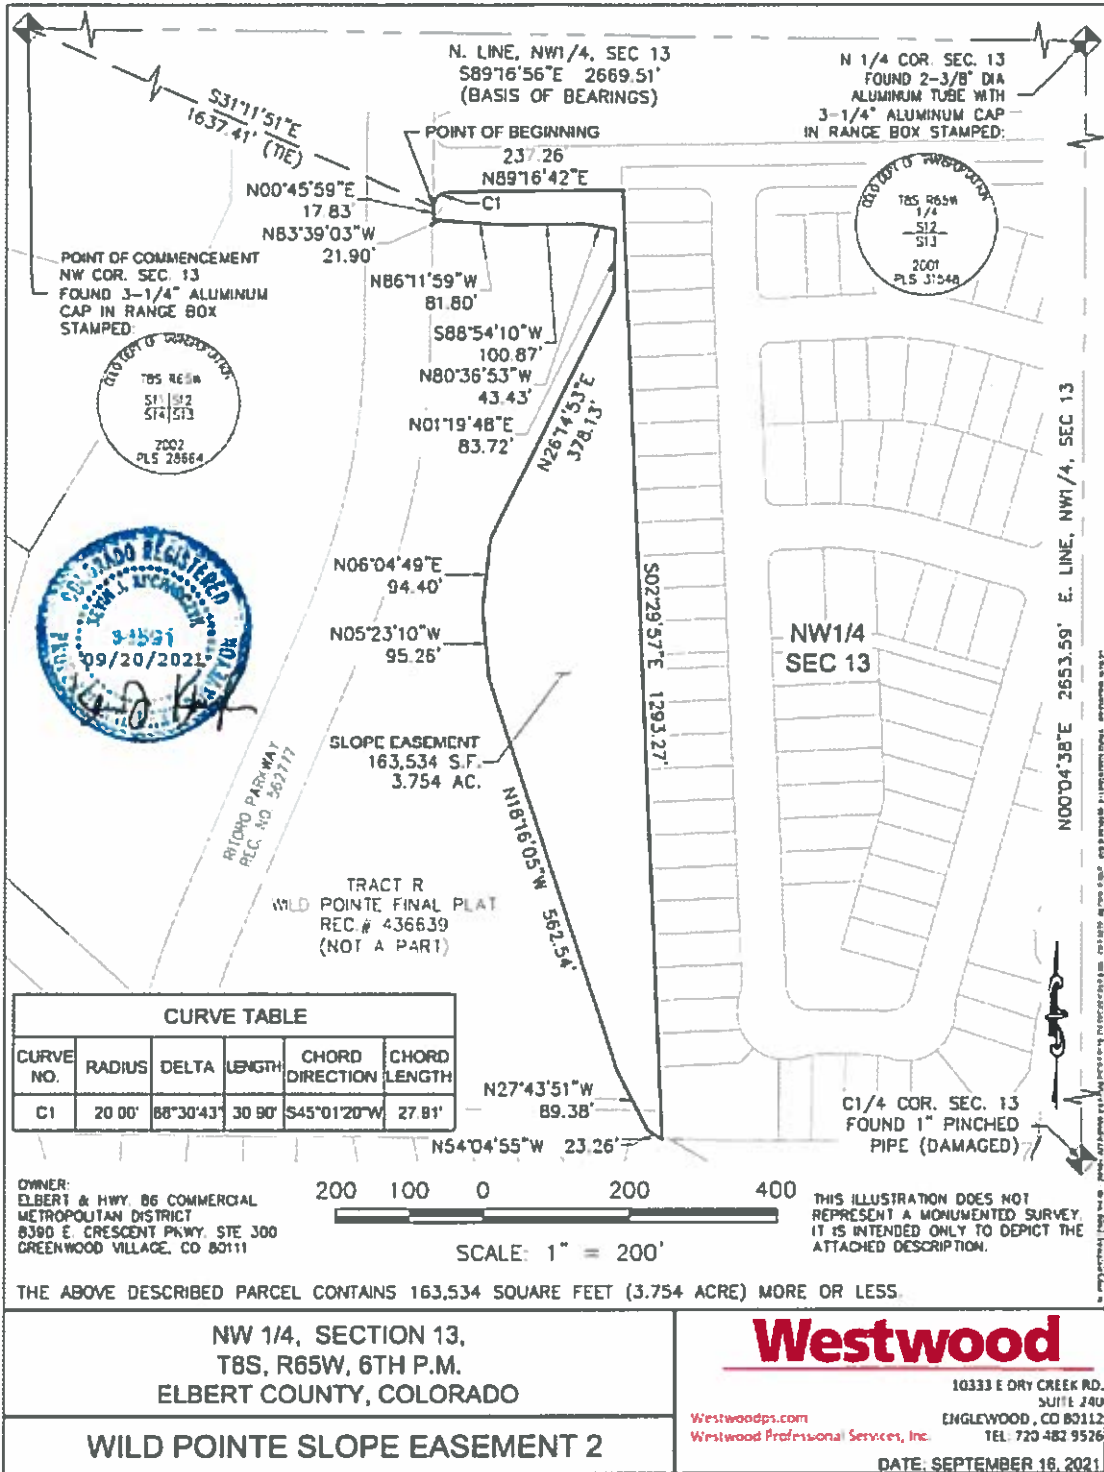 N. LINE, NW1/4, SEC 13
S89°16'56"E 2669.51'
(BASIS OF BEARINGS)
N 1/4 COR. SEC. 13
FOUND 2-3/8" DIA
ALUMINUM TUBE WITH
3-1/4" ALUMINUM CAP
IN RANGE BOX STAMPED:
S31°11'51"E
1637.41' (TIE)
POINT OF BEGINNING
237.26
N89°16'42"E
C1
N00°45'59"E
17.83'
N83°39'03"W
21.90'
COLO DEPT OF TRANSPORTATION
T8S R65W
1/4
S12
S13
2001
PLS 31548
POINT OF COMMENCEMENT
NW COR. SEC. 13
FOUND 3-1/4" ALUMINUM
CAP IN RANGE BOX
STAMPED:
N86°11'59"W
81.80'
S88°54'10"W
100.87'
N80°36'53"W
43.43'
N01°19'48"E
83.72'
N26°14'53"E
378.13'
COLO DEPT OF TRANSPORTATION
T8S R65W
S11 S12
S14 S13
2002
PLS 28664
COLORADO REGISTERED
09/20/2021
N06°04'49"E
94.40'
N05°23'10"W
95.26'
S02°29'57"E 1293.27'
NW1/4
SEC 13
N00°04'38"E 2653.59' E. LINE, NW1/4, SEC 13
SLOPE EASEMENT
163,534 S.F.
3.754 AC.
RITORO PARKWAY
REC. NO. 562777
N18°16'05"W 562.54'
TRACT R
WILD POINTE FINAL PLAT
REC.# 436639
(NOT A PART)
CURVE TABLE
CURVE NO. RADIUS DELTA LENGTH CHORD DIRECTION CHORD LENGTH
C1 20.00' 88°30'43" 30.90' S45°01'20"W 27.91'
N27°43'51"W
89.38'
N54°04'55"W 23.26'
C1/4 COR. SEC. 13
FOUND 1" PINCHED
PIPE (DAMAGED)
OWNER:
ELBERT & HWY. 86 COMMERCIAL
METROPOLITAN DISTRICT
8390 E. CRESCENT PKWY. STE 300
GREENWOOD VILLAGE, CO 80111
200 100 0 200 400
SCALE: 1" = 200'
THIS ILLUSTRATION DOES NOT
REPRESENT A MONUMENTED SURVEY.
IT IS INTENDED ONLY TO DEPICT THE
ATTACHED DESCRIPTION.
THE ABOVE DESCRIBED PARCEL CONTAINS 163,534 SQUARE FEET (3.754 ACRE) MORE OR LESS.
NW 1/4, SECTION 13,
T8S, R65W, 6TH P.M.
ELBERT COUNTY, COLORADO
WILD POINTE SLOPE EASEMENT 2
Westwood
10333 E DRY CREEK RD.
SUITE 240
Westwoodps.com ENGLEWOOD, CO 80112
Westwood Professional Services, Inc. TEL: 720 482 9526
DATE: SEPTEMBER 16, 2021